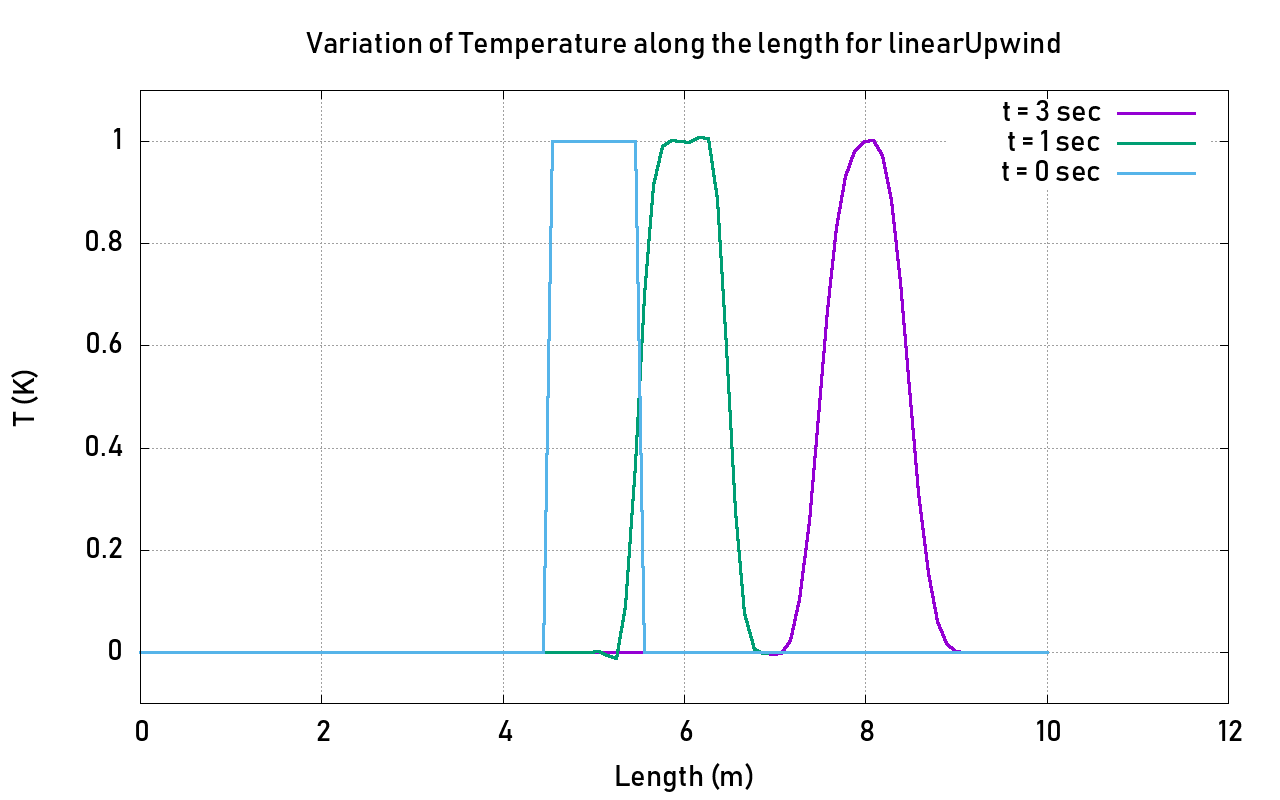 Variation of Temperature along the length for linearUpwind
t = 3 sec
t = 1 sec
t = 0 sec
1
0.8
0.6
0.4
0.2
0
T (K)
0 2 4 6 8 10 12
Length (m)